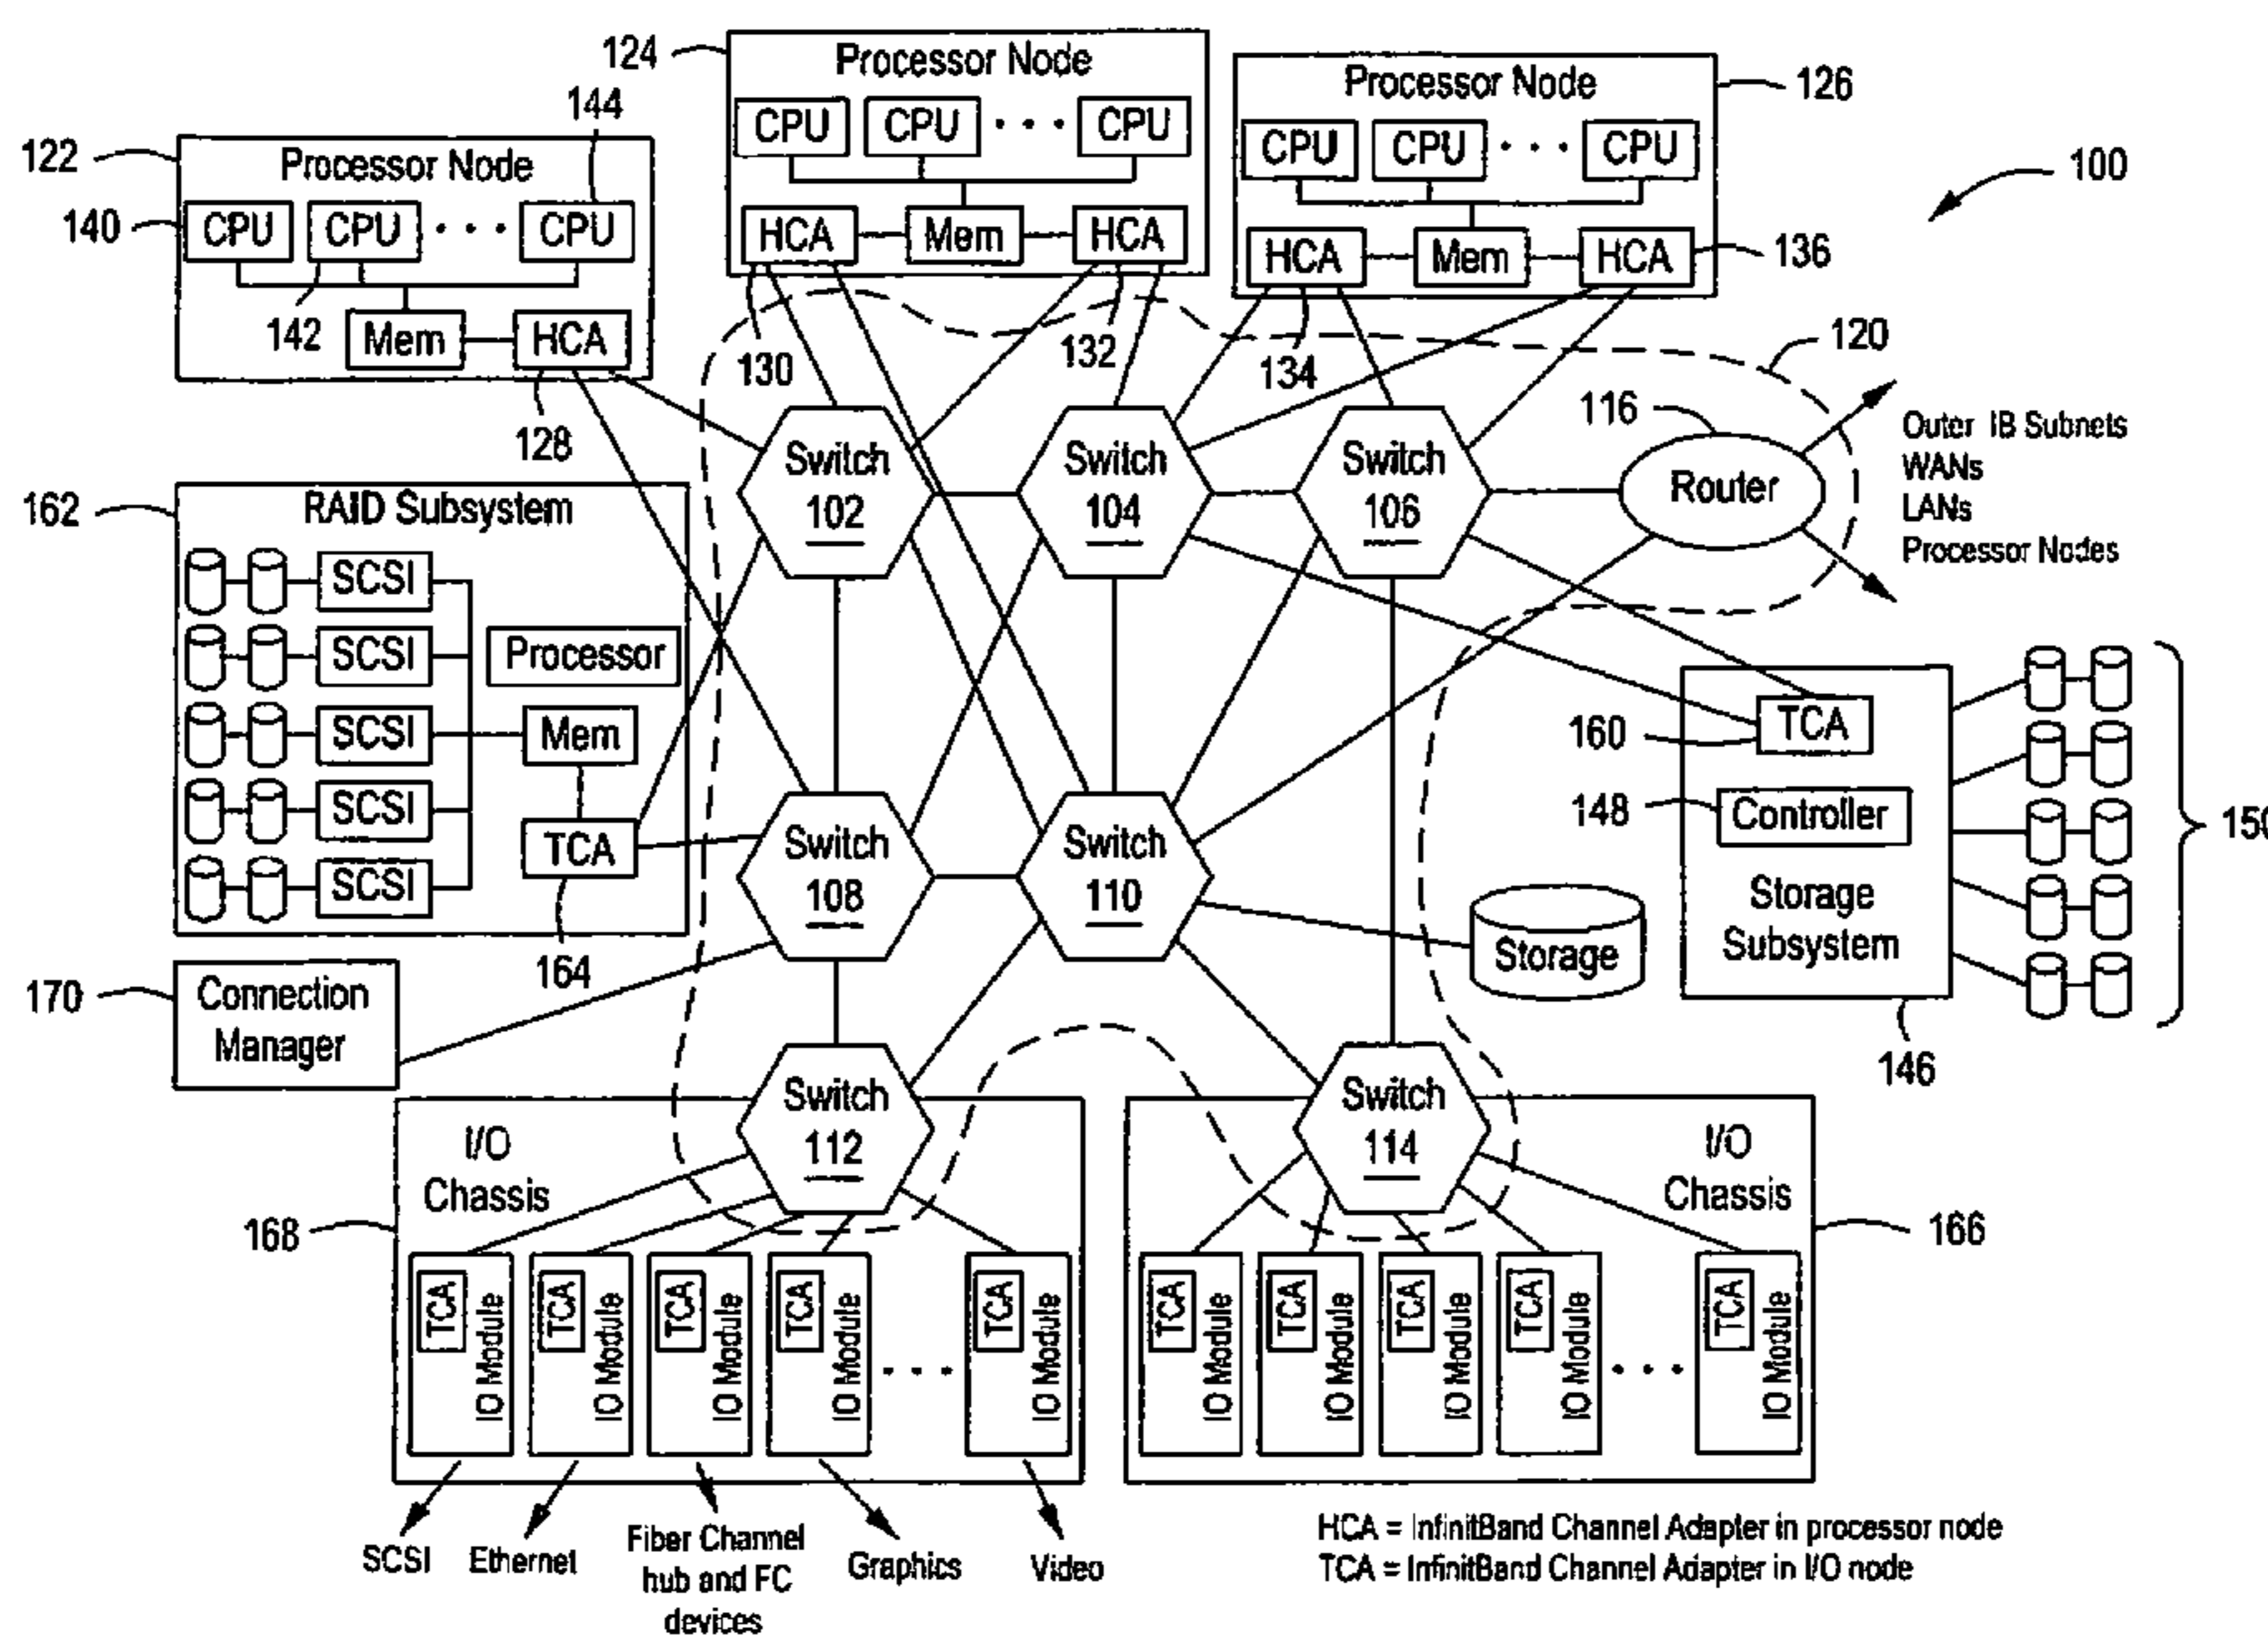 124
Processor Node
CPU
CPU
• • •
CPU
HCA
Mem
HCA
130
132
Processor Node
126
CPU
CPU
• • •
CPU
HCA
Mem
HCA
136
134
100
122
Processor Node
144
140
CPU
CPU
• • •
CPU
142
Mem
HCA
128
120
116
Router
Outer IB Subnets
WANs
LANs
Processor Nodes
Switch
102
Switch
104
Switch
106
162
RAID Subsystem
SCSI
SCSI
SCSI
SCSI
SCSI
Processor
Mem
TCA
164
Switch
108
Switch
110
Storage
160
TCA
148
Controller
Storage
Subsystem
146
150
170
Connection
Manager
Switch
112
Switch
114
I/O
Chassis
168
TCA
IO Module
TCA
IO Module
TCA
IO Module
TCA
IO Module
• • •
TCA
IO Module
I/O
Chassis
166
TCA
IO Module
TCA
IO Module
TCA
IO Module
TCA
IO Module
• • •
TCA
IO Module
SCSI
Ethernet
Fiber Channel
hub and FC
devices
Graphics
Video
HCA = InfinitBand Channel Adapter in processor node
TCA = InfinitBand Channel Adapter in I/O node